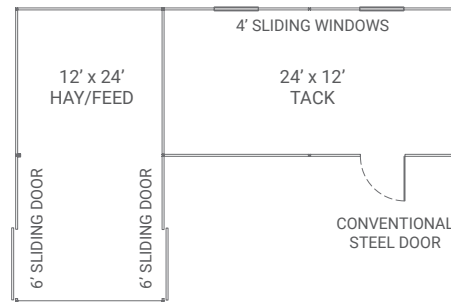 4’ SLIDING WINDOWS
12’ x 24’
HAY/FEED
24’ x 12’
TACK
6’ SLIDING DOOR
6’ SLIDING DOOR
CONVENTIONAL
STEEL DOOR